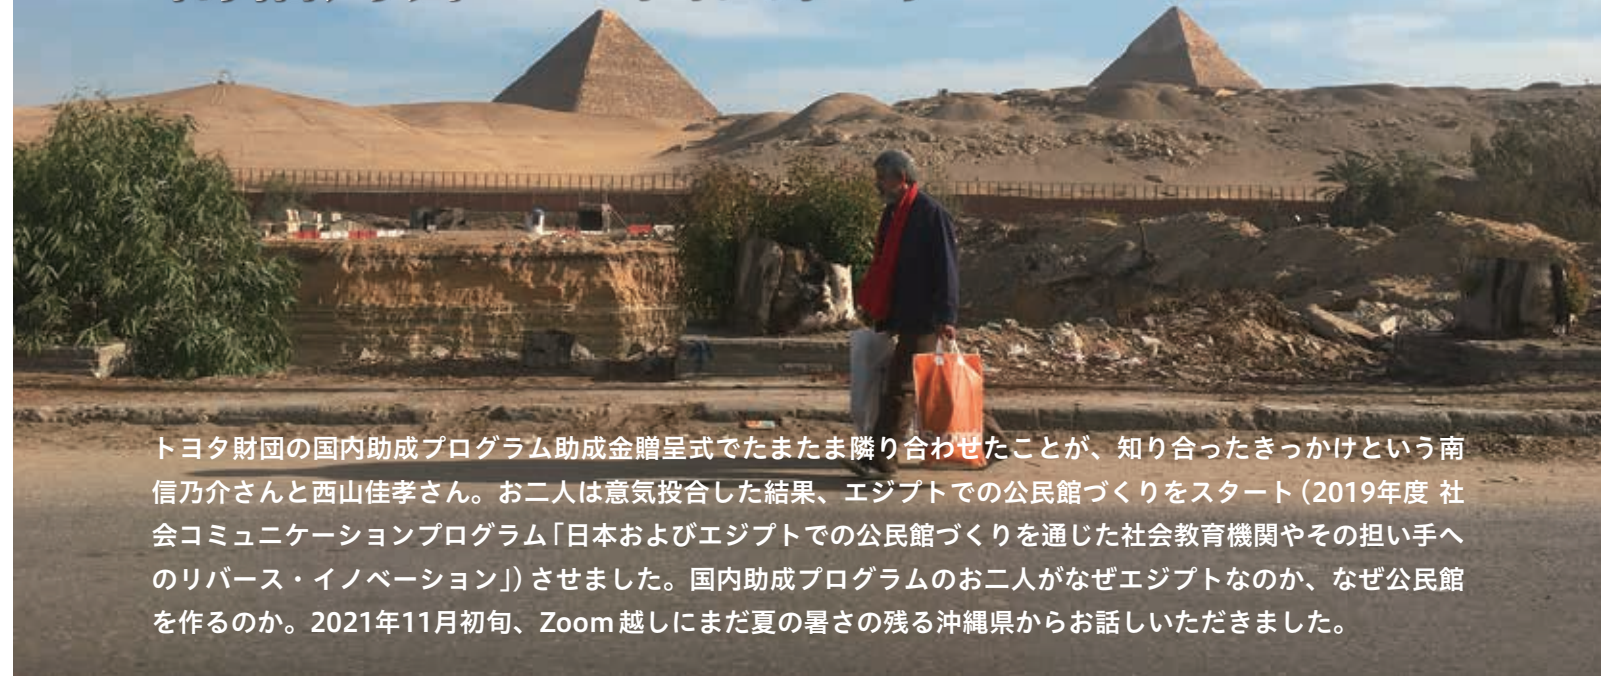 トヨタ財団の国内助成プログラム助成金贈呈式でたまたま隣り合わせたことが、知り合ったきっかけという南
信乃介さんと西山佳孝さん。お二人は意気投合した結果、エジプトでの公民館づくりをスタート（2019年度 社
会コミュニケーションプログラム「日本およびエジプトでの公民館づくりを通じた社会教育機関やその担い手へ
のリバース・イノベーション」）させました。国内助成プログラムのお二人がなぜエジプトなのか、なぜ公民館
を作るのか。2021年11月初旬、Zoom越しにまだ夏の暑さの残る沖縄県からお話しいただきました。